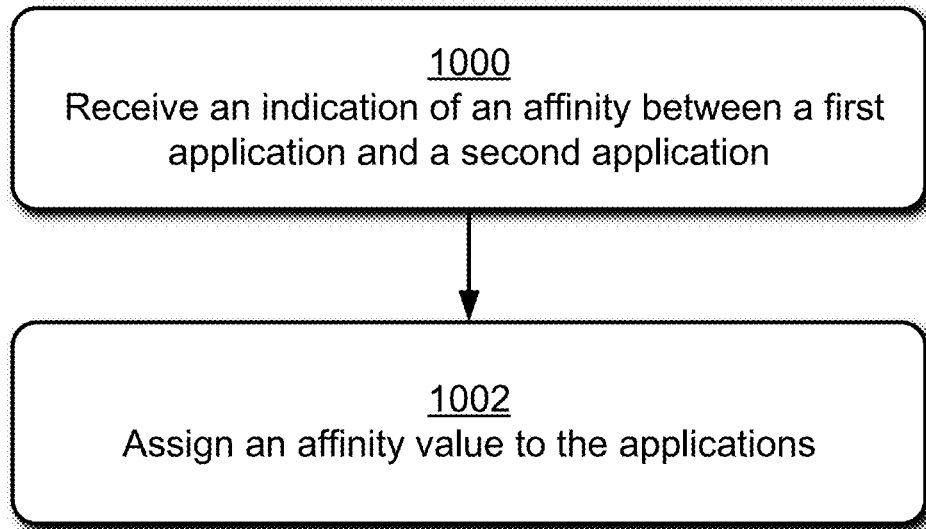 1000
Receive an indication of an affinity between a first
application and a second application
1002
Assign an affinity value to the applications